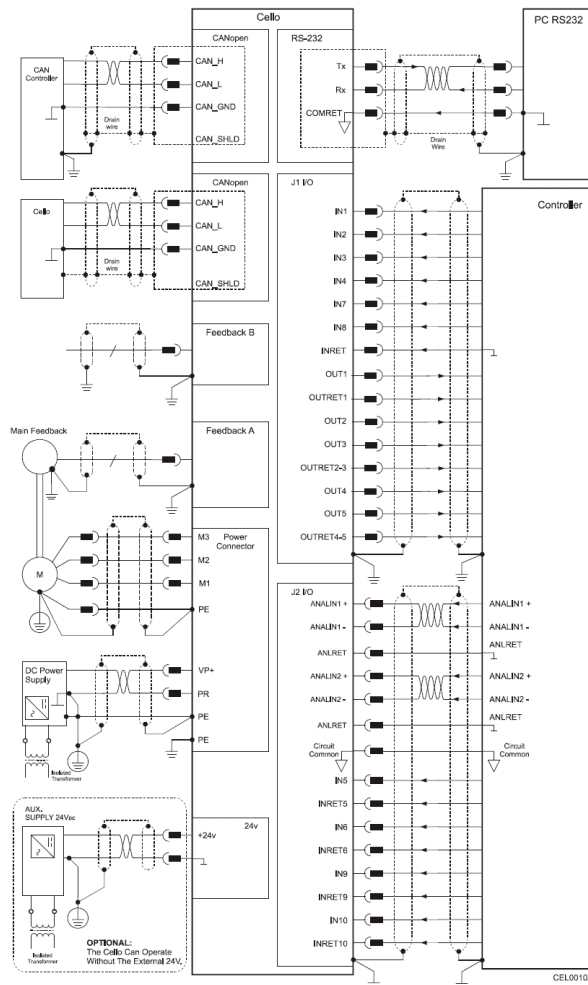 Cello
PC RS232
CANopen
RS-232
CAN
Controller
CAN_H
CAN_L
CAN_GND
CAN_SHLD
Drain
wire
Tx
Rx
COMRET
Drain
Wire
CANopen
Cello
CAN_H
CAN_L
CAN_GND
CAN_SHLD
Drain
wire
J1 I/O
Controller
IN1
IN2
IN3
IN4
IN7
IN8
INRET
OUT1
OUTRET1
OUT2
OUT3
OUTRET2-3
OUT4
OUT5
OUTRET4-5
Feedback B
Main Feedback
Feedback A
Power
Connector
M3
M2
M1
PE
M
DC Power
Supply
VP+
PR
PE
PE
Isolated
Transformer
J2 I/O
ANALIN1 +
ANALIN1-
ANLRET
ANALIN2 +
ANALIN2-
ANLRET
Circuit
Common
IN5
INRET5
IN6
INRET6
IN9
INRET9
IN10
INRET10
ANALIN1 +
ANALIN1 -
ANLRET
ANALIN2 +
ANALIN2 -
ANLRET
Circuit
Common
AUX.
SUPPLY 24VDC
24v
+24v
Isolated
Transformer
OPTIONAL:
The Cello Can Operate
Without The External 24V.